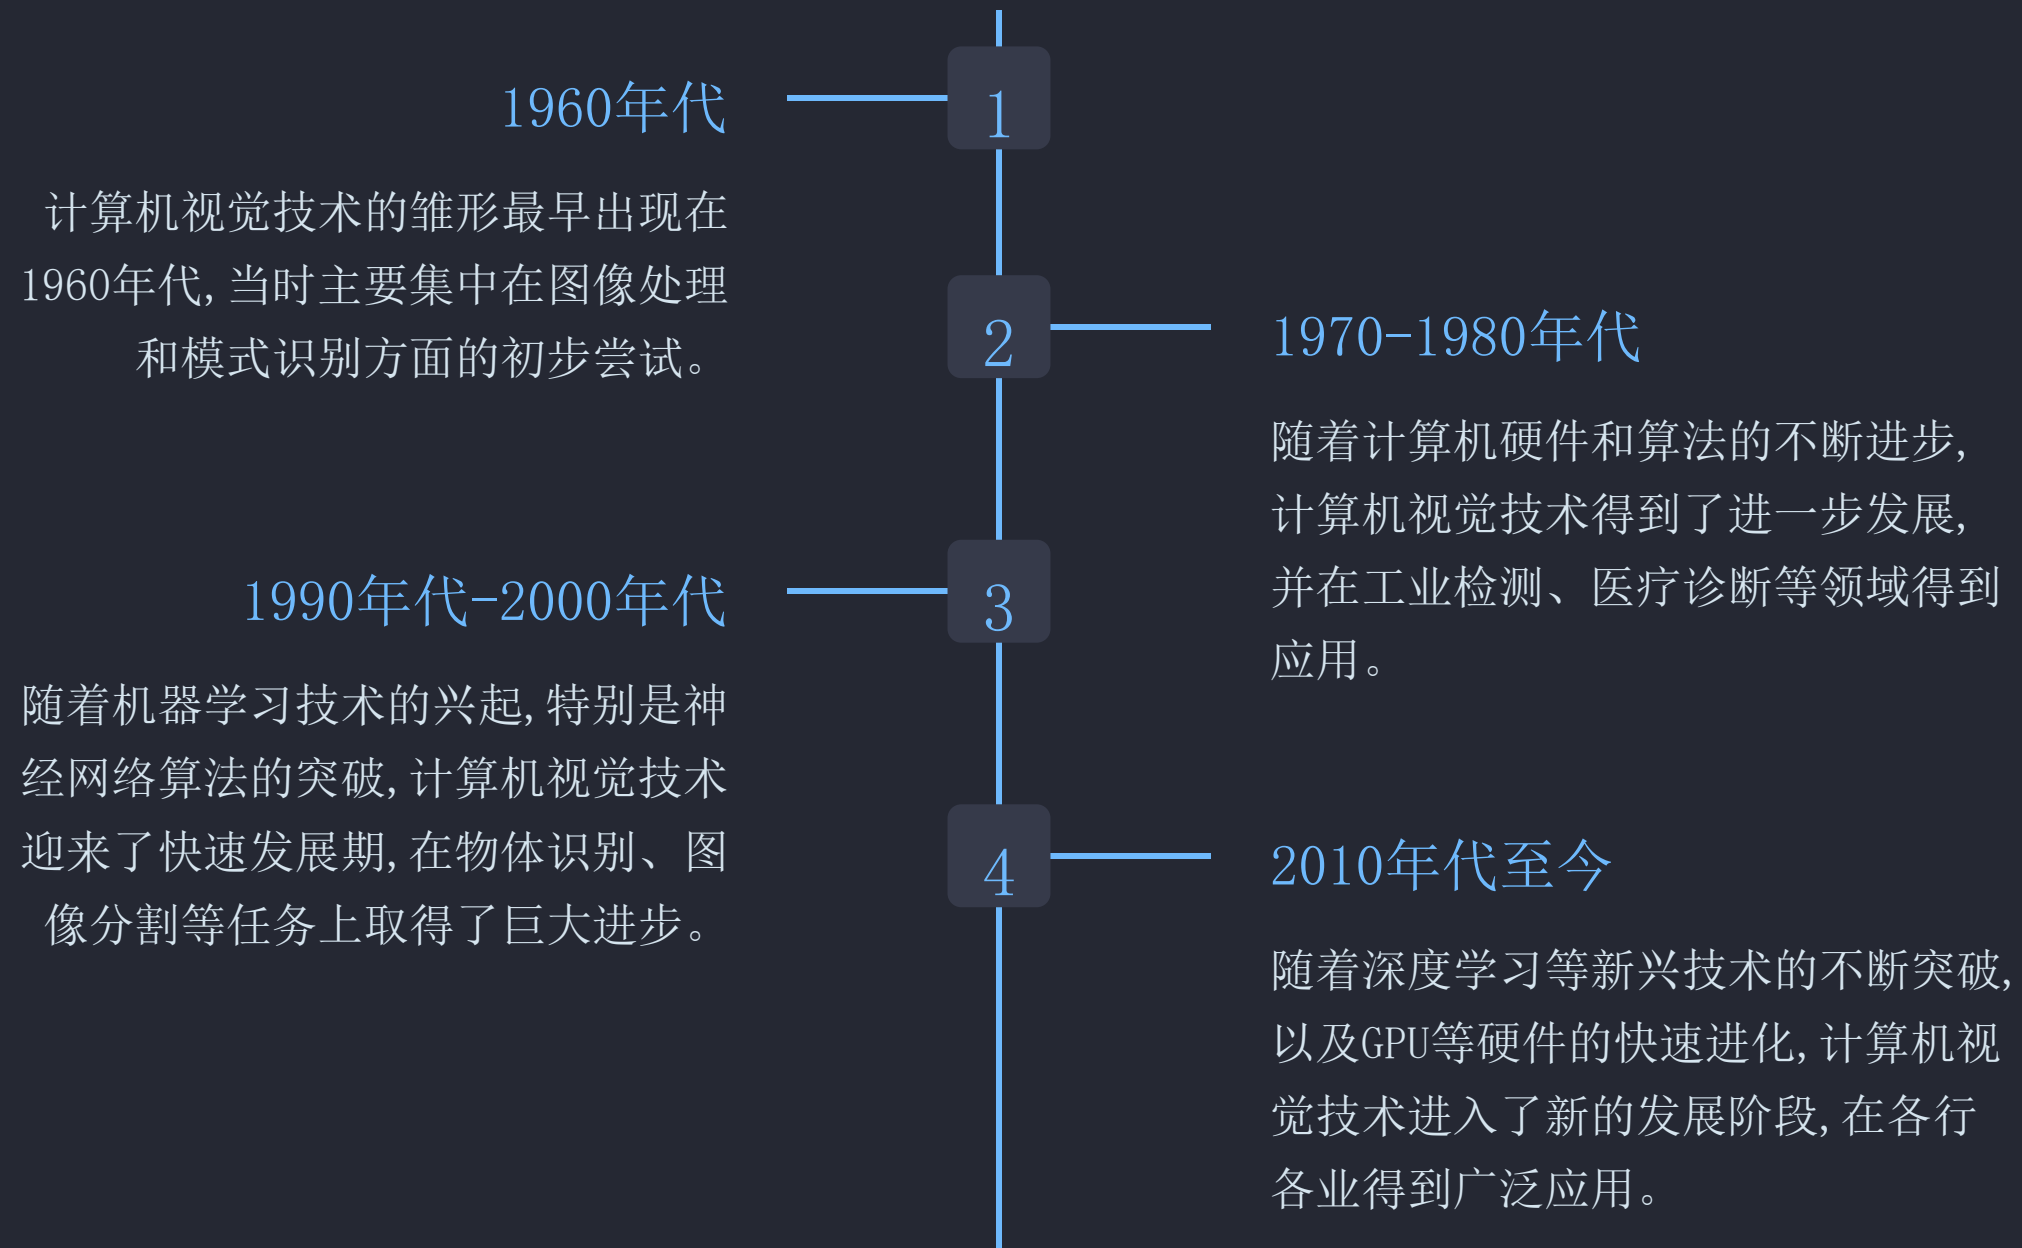 1
1960年代
计算机视觉技术的雏形最早出现在
1960年代,当时主要集中在图像处理
和模式识别方面的初步尝试。
2
1970-1980年代
随着计算机硬件和算法的不断进步,
计算机视觉技术得到了进一步发展,
并在工业检测、医疗诊断等领域得到
应用。
3
1990年代-2000年代
随着机器学习技术的兴起,特别是神
经网络算法的突破,计算机视觉技术
迎来了快速发展期,在物体识别、图
像分割等任务上取得了巨大进步。
4
2010年代至今
随着深度学习等新兴技术的不断突破,
以及GPU等硬件的快速进化,计算机视
觉技术进入了新的发展阶段,在各行
各业得到广泛应用。